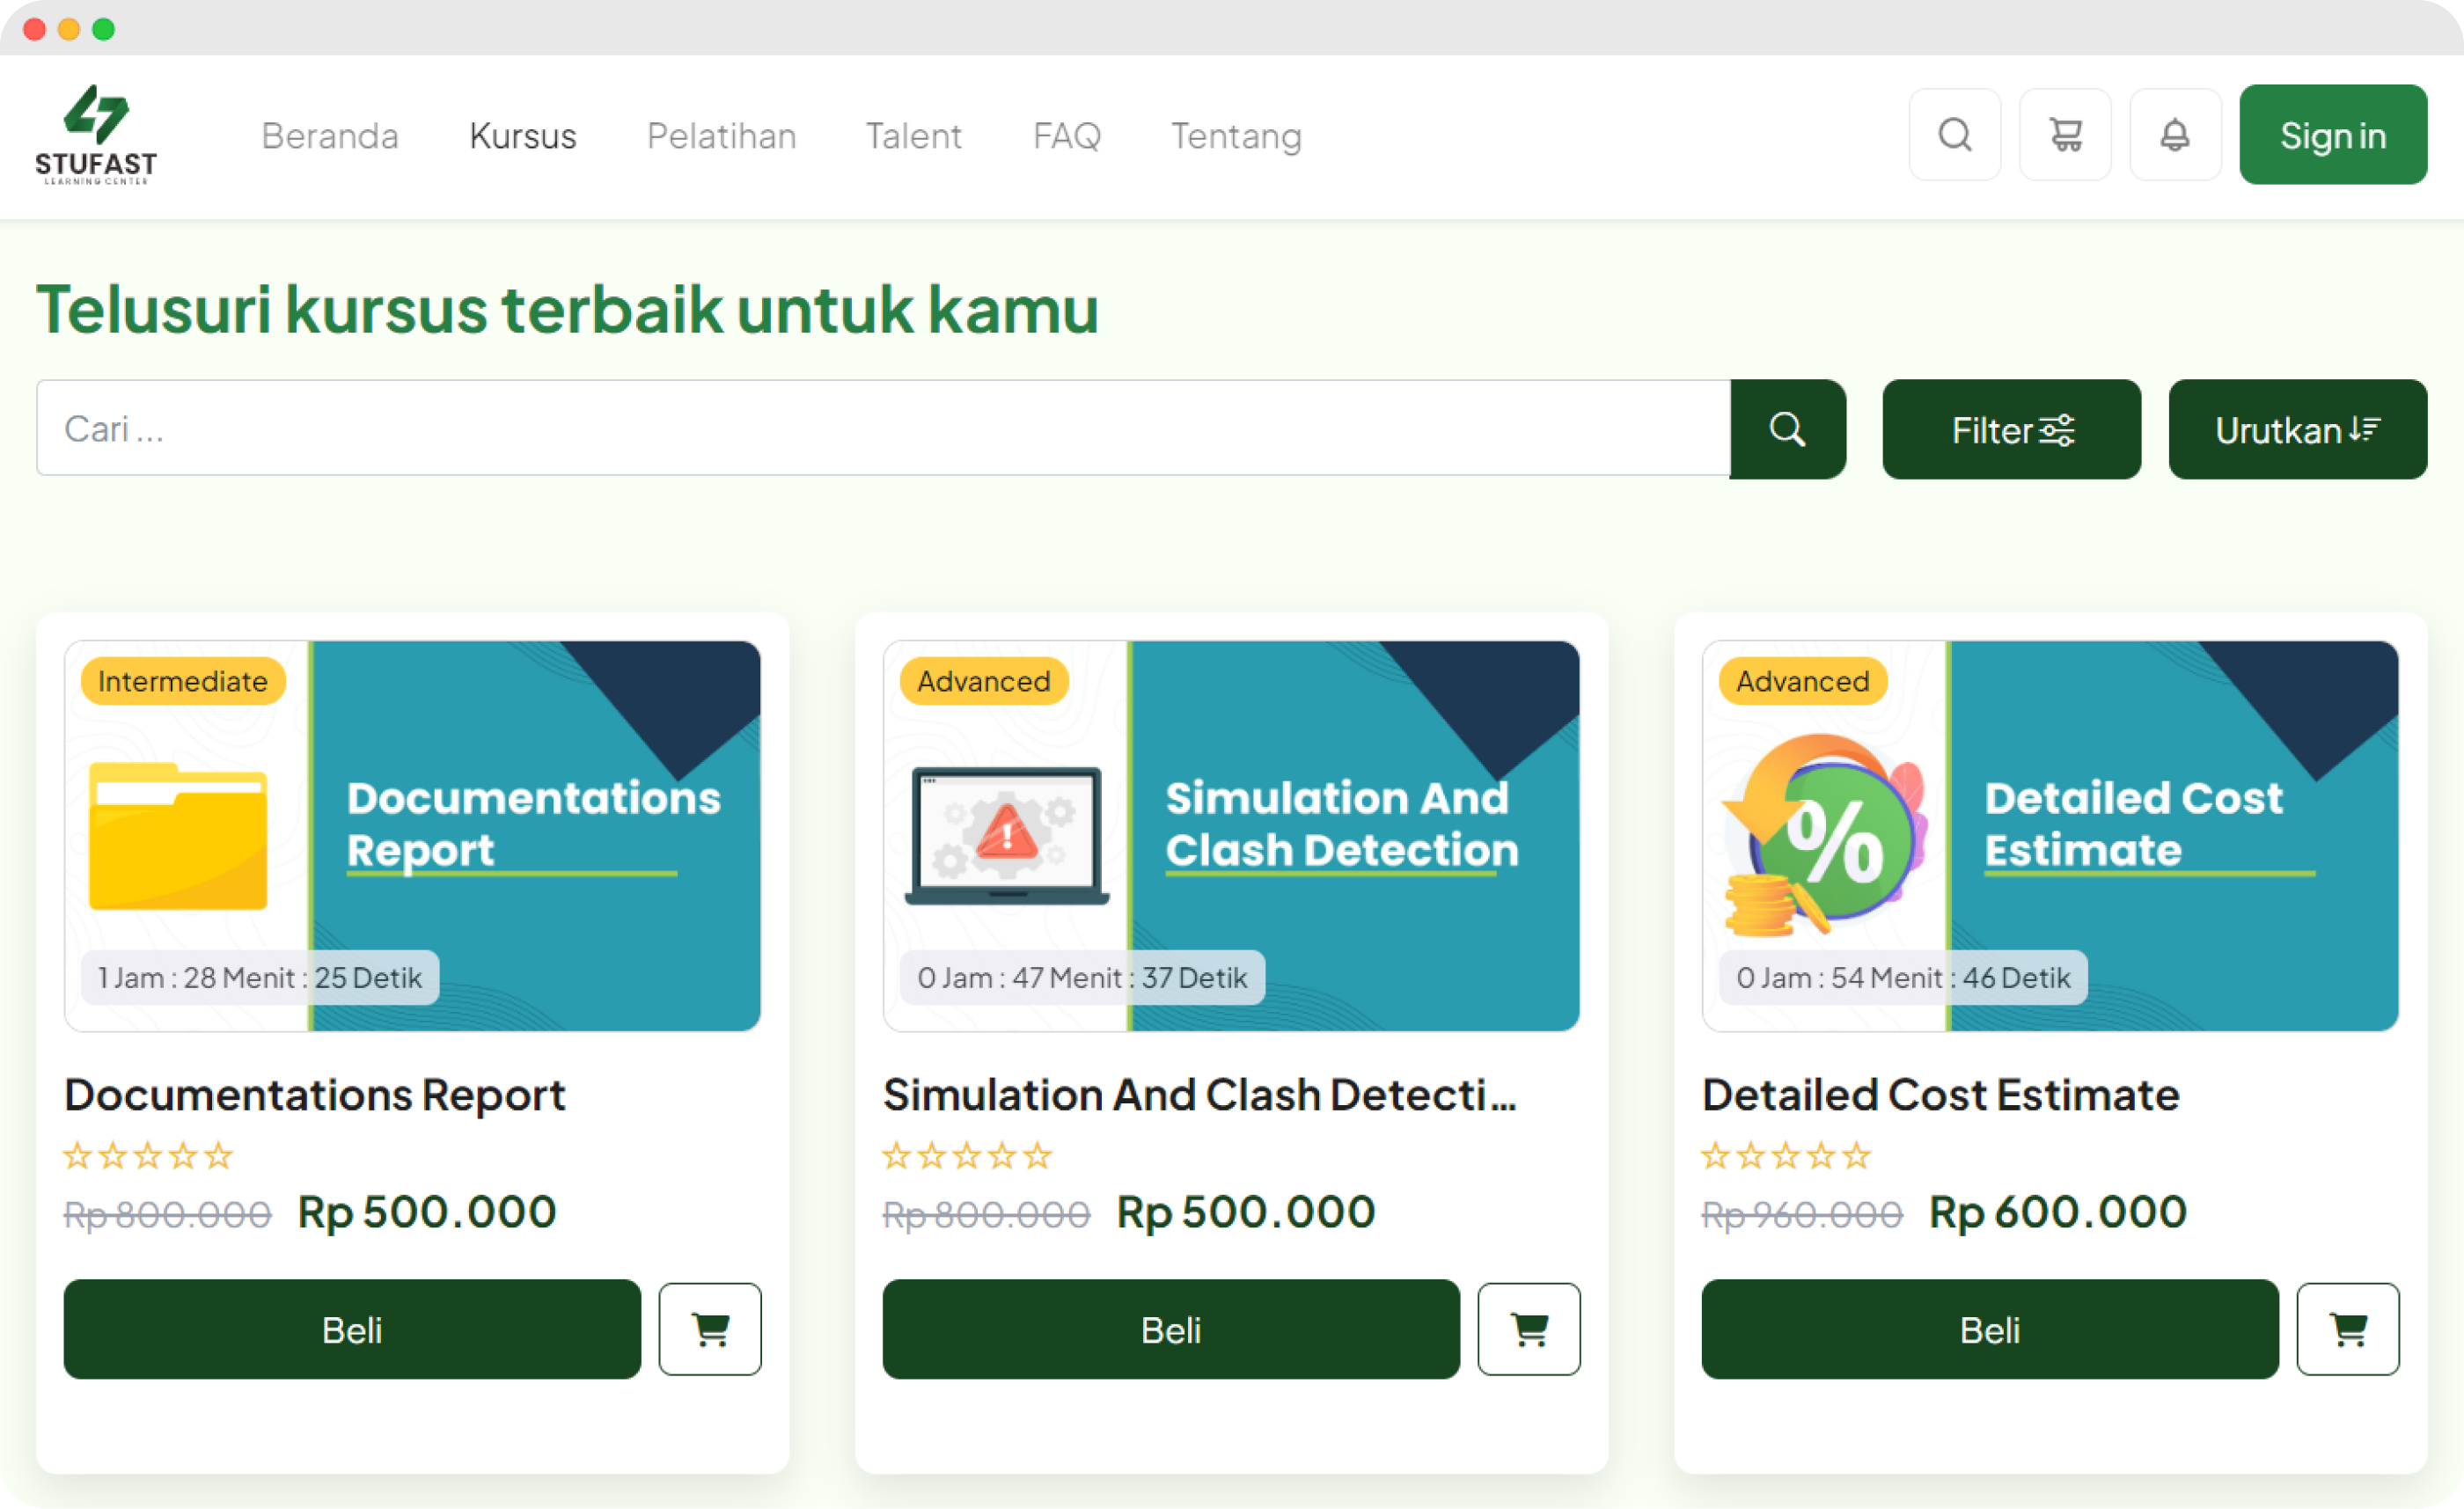 STUFAST
LEARNING CENTER
Beranda
Kursus
Pelatihan
Talent
FAQ
Tentang
Sign in
Telusuri kursus terbaik untuk kamu
Cari ...
Filter
Urutkan
Intermediate
Documentations
Report
1 Jam : 28 Menit : 25 Detik
Documentations Report
Rp 800.000 Rp 500.000
Beli
Advanced
Simulation And
Clash Detection
0 Jam : 47 Menit : 37 Detik
Simulation And Clash Detecti...
Rp 800.000 Rp 500.000
Beli
Advanced
%
Detailed Cost
Estimate
0 Jam : 54 Menit : 46 Detik
Detailed Cost Estimate
Rp 960.000 Rp 600.000
Beli